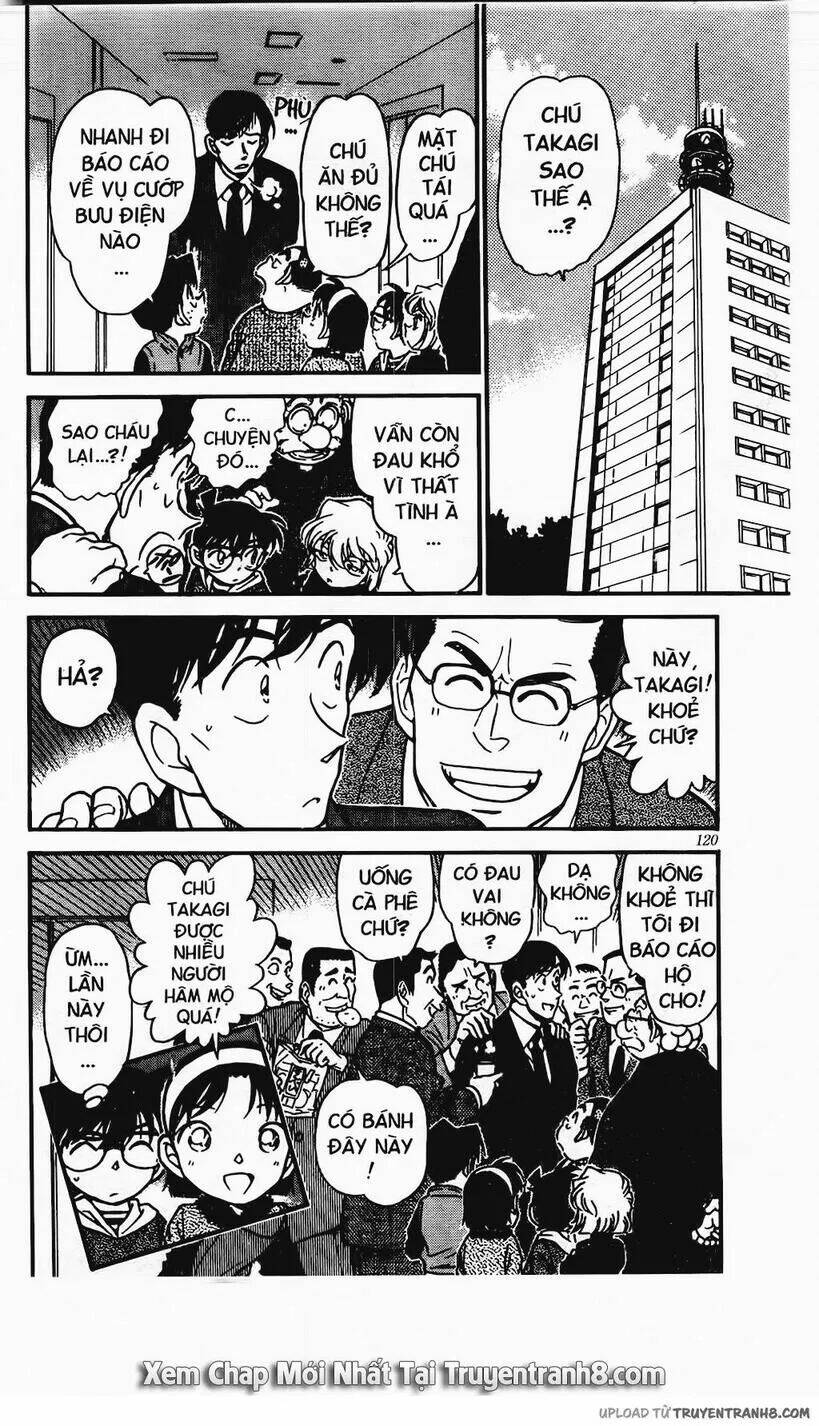 CHÚ
TAKAGI
SAO
THẾ Ạ
...?
MẶT
CHÚ
TÁI
QUÁ
...
CHÚ
ĂN ĐỦ
KHÔNG
THẾ?
PHÙ
...
NHANH ĐI
BÁO CÁO
VỀ VỤ CƯỚP
BƯU ĐIỆN
NÀO
...
VẪN CÒN
ĐAU KHỔ
VÌ THẤT
TÌNH À
...
C...
CHUYỆN
ĐÓ...
SAO CHÁU
LẠI...?!
NÀY,
TAKAGI!
KHOẺ
CHỨ?
HẢ?
120
KHÔNG
KHOẺ THÌ
TÔI ĐI
BÁO CÁO
HỘ
CHO!
DẠ
KHÔNG
...
CÓ ĐAU
VAI
KHÔNG
?
UỐNG
CÀ PHÊ
CHỨ?
CHÚ
TAKAGI
ĐƯỢC
NHIỀU
NGƯỜI
HÂM MỘ
QUÁ!
ỪM...
LẦN
NÀY
THÔI
...
CÓ BÁNH
ĐÂY NÀY
!
Xem Chap Mới Nhất Tại Truyentranh8.com
UPLOAD TỪ TRUYENTRANH8.COM